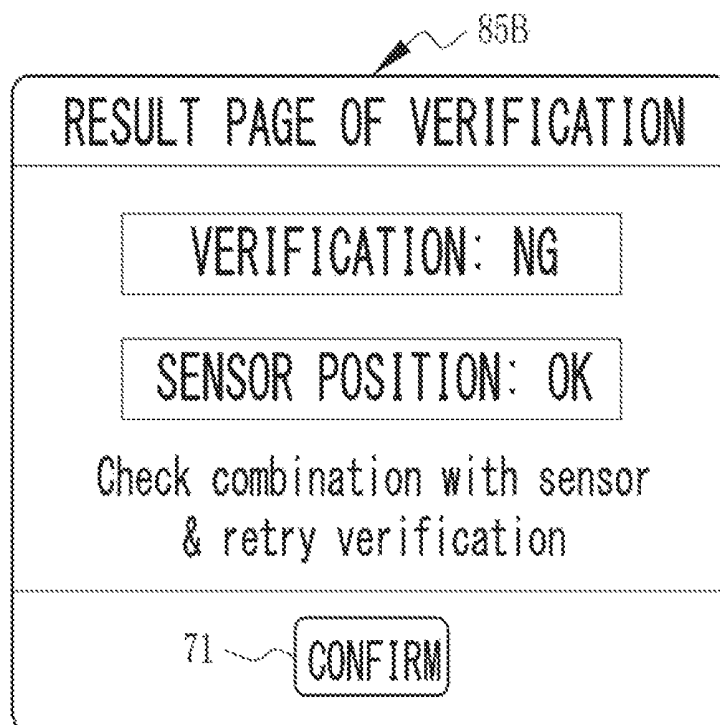 85B
RESULT PAGE OF VERIFICATION
VERIFICATION: NG
SENSOR POSITION: OK
Check combination with sensor
& retry verification
71
CONFIRM